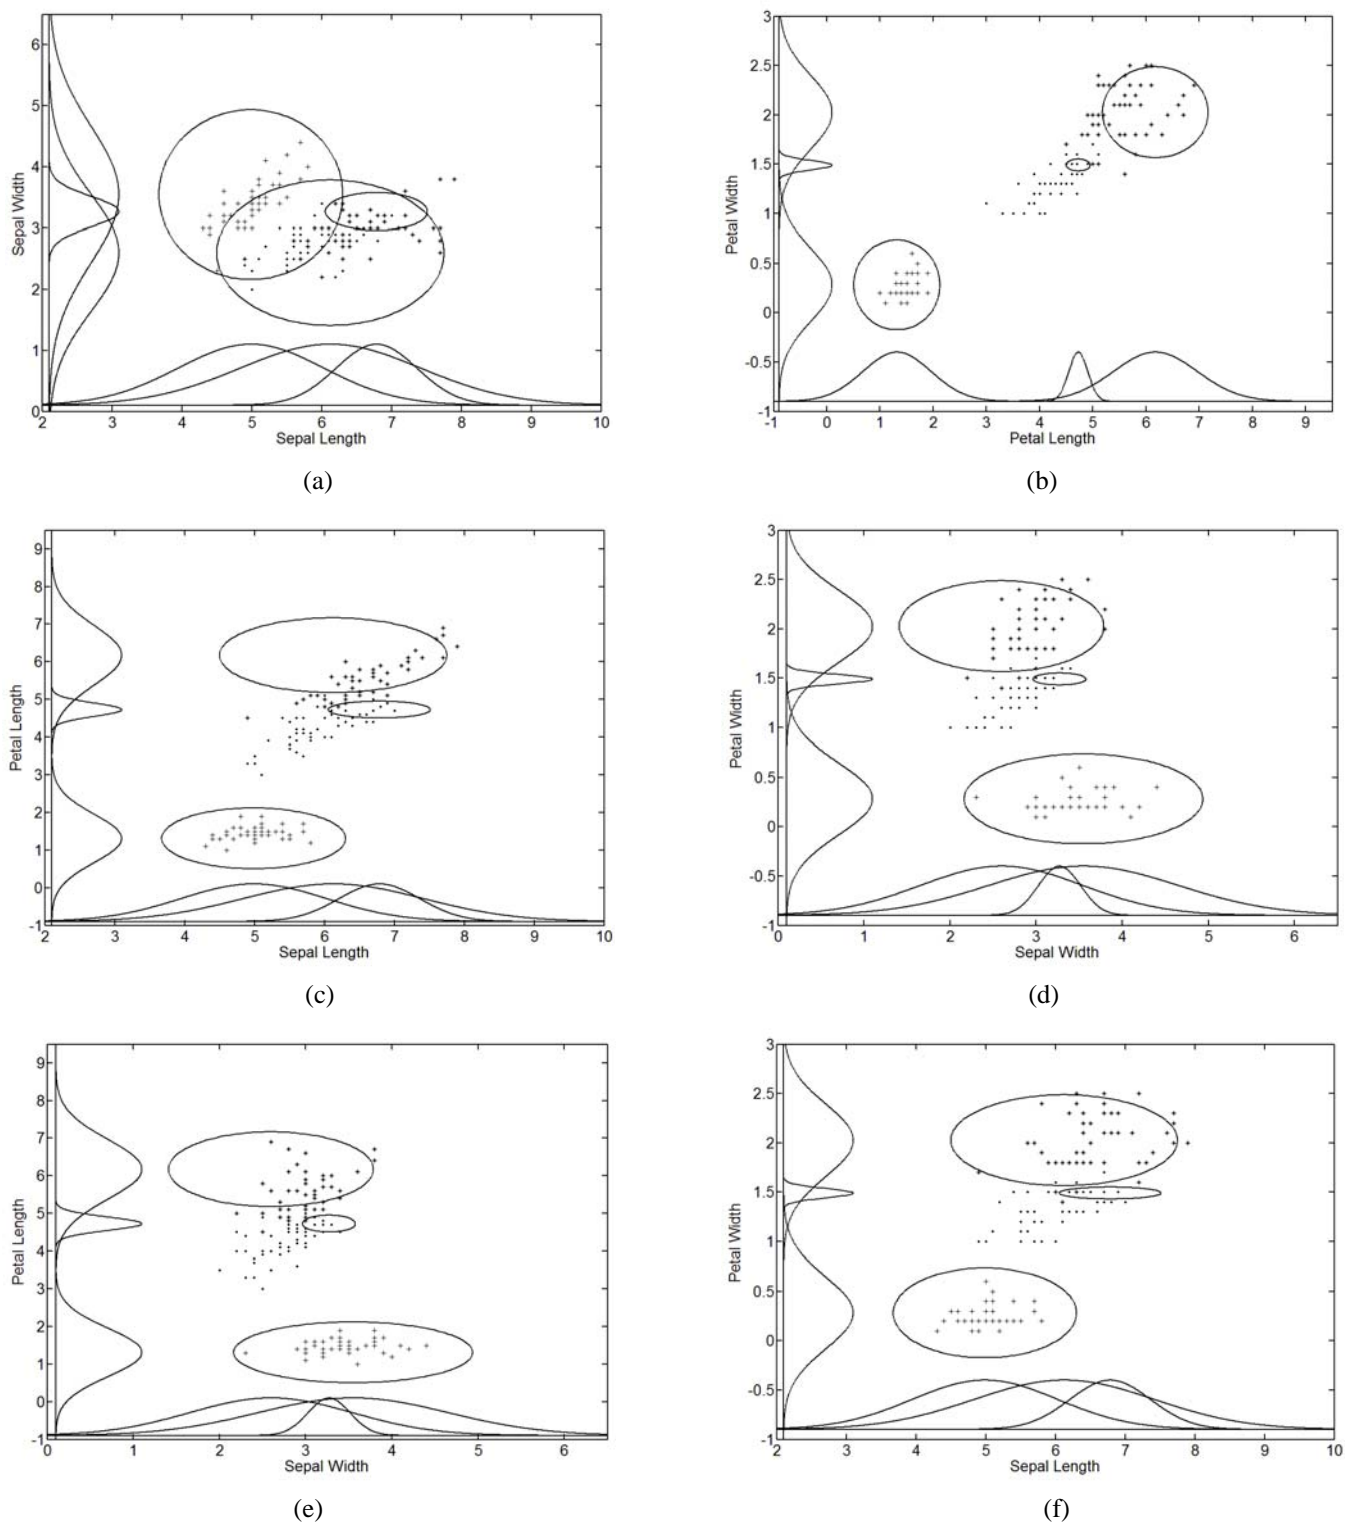 6
5
4
3
2
1
0
Sepal Width
2 3 4 5 6 7 8 9 10
Sepal Length
(a)
3
2.5
2
1.5
1
0.5
0
-0.5
-1
Petal Width
-1 0 1 2 3 4 5 6 7 8 9
Petal Length
(b)
9
8
7
6
5
4
3
2
1
0
-1
Petal Length
2 3 4 5 6 7 8 9 10
Sepal Length
(c)
3
2.5
2
1.5
1
0.5
0
-0.5
-1
Petal Width
0 1 2 3 4 5 6
Sepal Width
(d)
9
8
7
6
5
4
3
2
1
0
-1
Petal Length
0 1 2 3 4 5 6
Sepal Width
(e)
3
2.5
2
1.5
1
0.5
0
-0.5
-1
Petal Width
2 3 4 5 6 7 8 9 10
Sepal Length
(f)